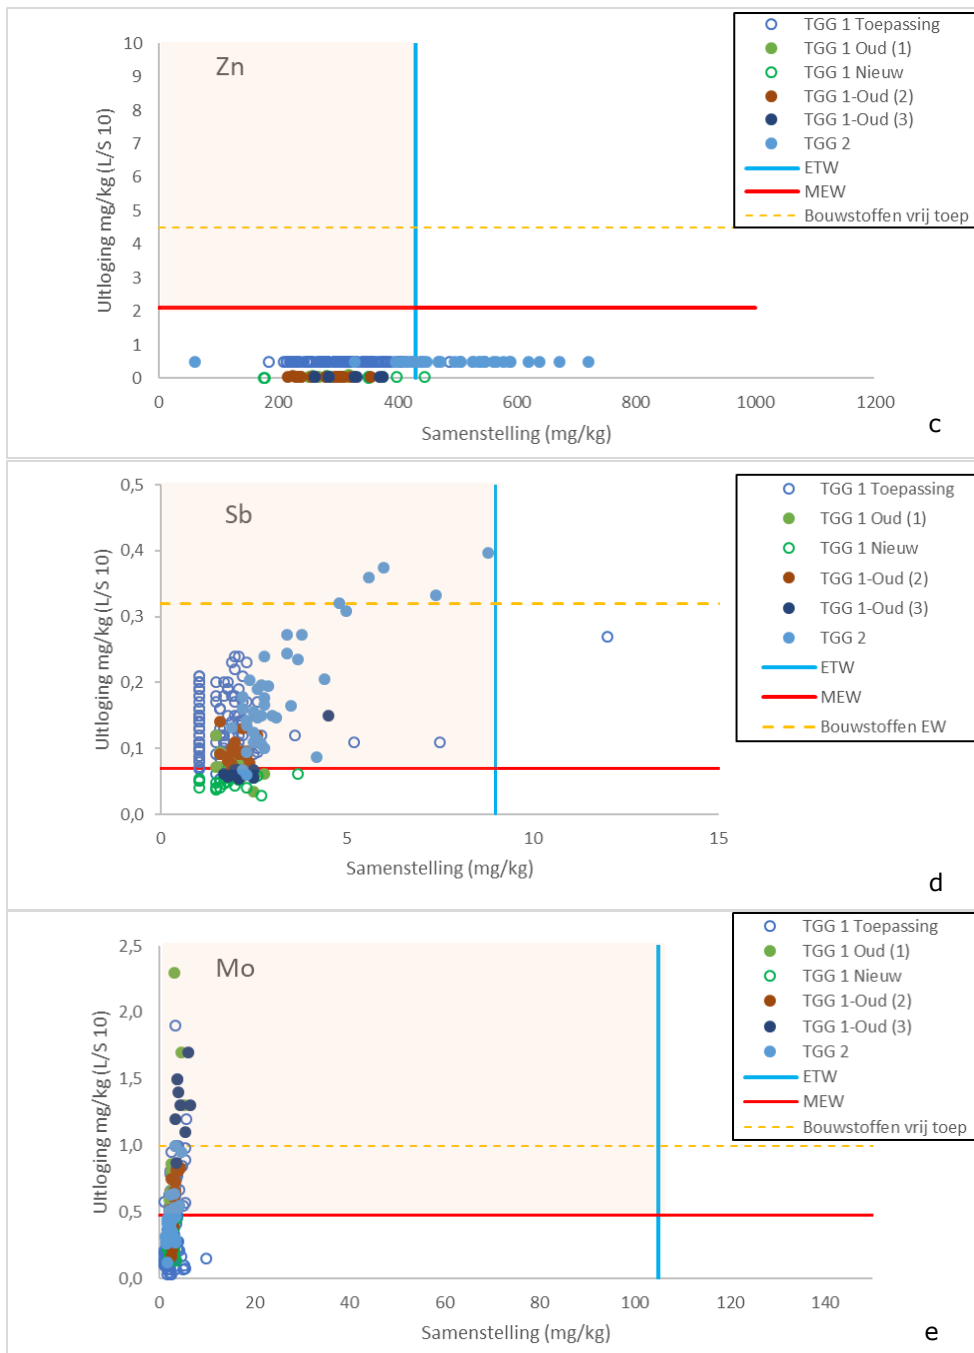 Zn
UItloging mg/kg (L/S 10)
10
9
8
7
6
5
4
3
2
1
0
0 200 400 600 800 1000 1200
Samenstelling (mg/kg)
TGG 1 Toepassing
TGG 1 Oud (1)
TGG 1 Nieuw
TGG 1-Oud (2)
TGG 1-Oud (3)
TGG 2
ETW
MEW
Bouwstoffen vrij toep
c
Sb
UItloging mg/kg (L/S 10)
0,5
0,4
0,3
0,2
0,1
0,0
0 5 10 15
Samenstelling (mg/kg)
TGG 1 Toepassing
TGG 1 Oud (1)
TGG 1 Nieuw
TGG 1-Oud (2)
TGG 1-Oud (3)
TGG 2
ETW
MEW
Bouwstoffen EW
d
Mo
UItloging mg/kg (L/S 10)
2,5
2,0
1,5
1,0
0,5
0,0
0 20 40 60 80 100 120 140
Samenstelling (mg/kg)
TGG 1 Toepassing
TGG 1 Oud (1)
TGG 1 Nieuw
TGG 1-Oud (2)
TGG 1-Oud (3)
TGG 2
ETW
MEW
Bouwstoffen vrij toep
e